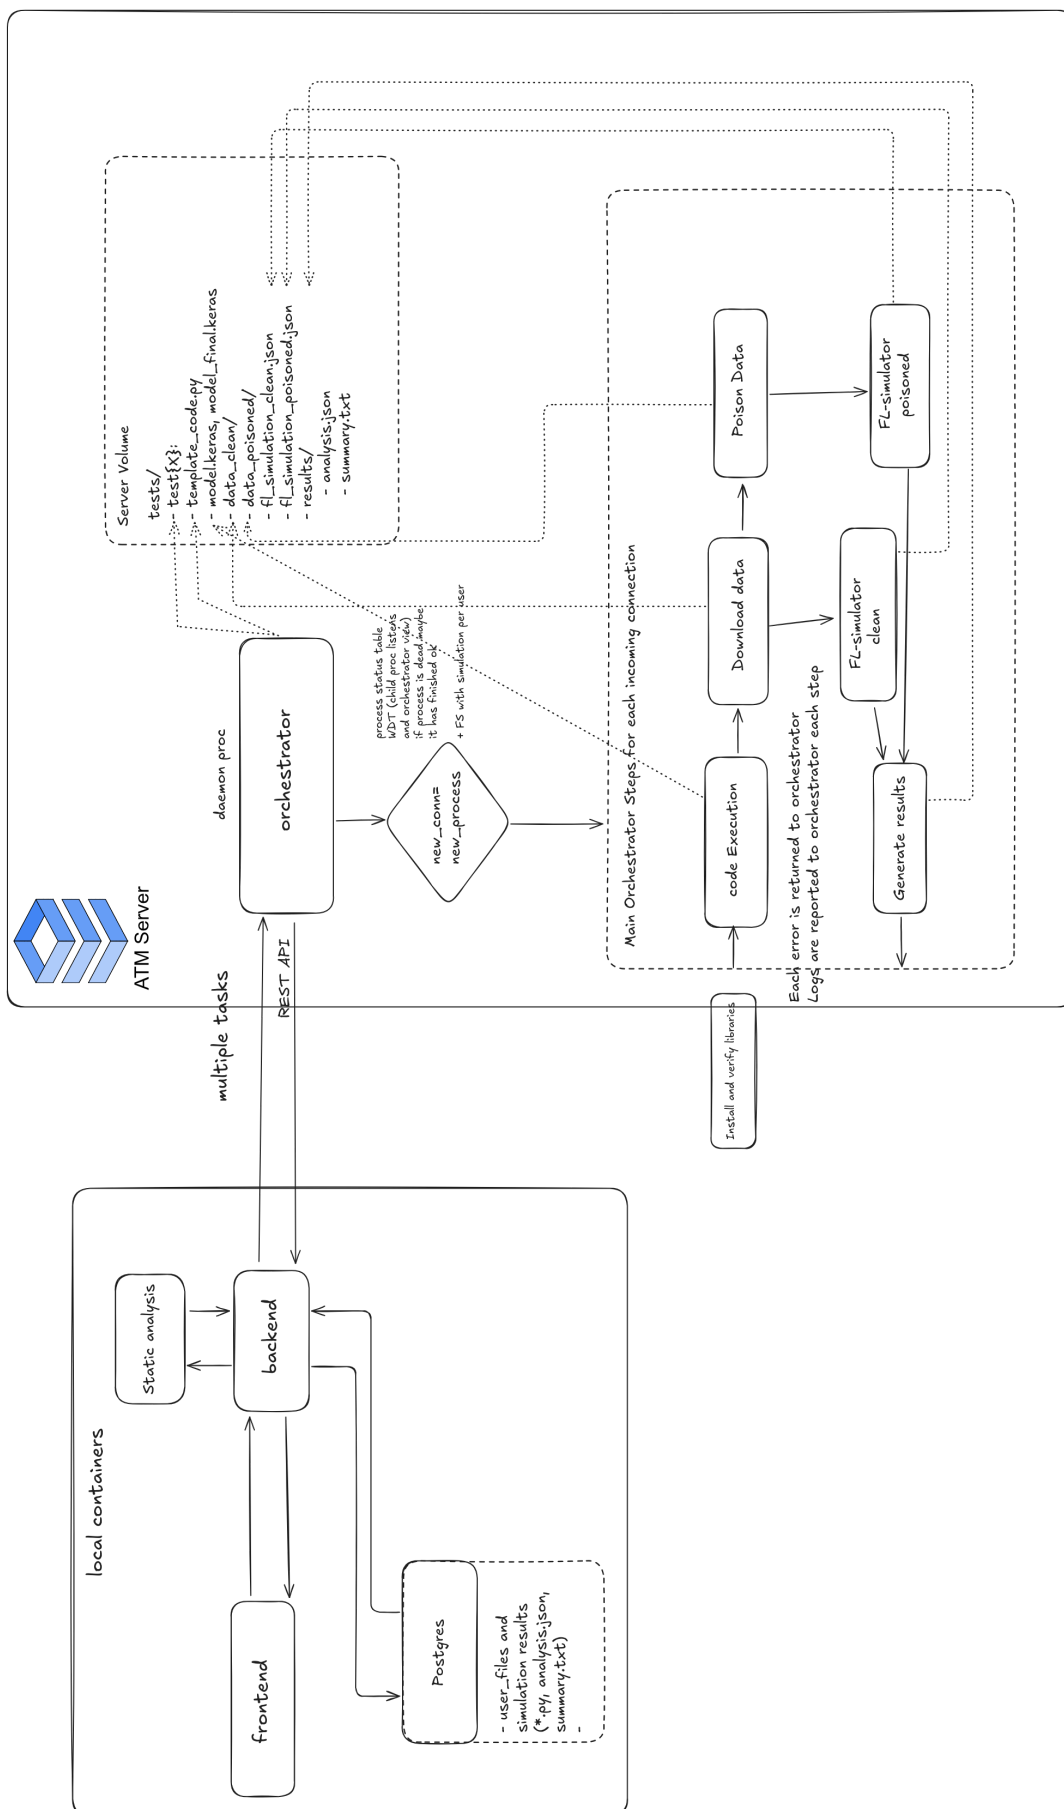 local containers
frontend
backend
Static analysis
Postgres
- user_files and
simulation results
(*.py, analysis.json,
summary.txt)
-
multiple tasks
REST API
ATM Server
daemon proc
orchestrator
new_conn=
new_process
process status table
WDT (child proc listens
and orchestrator view)
if process is dead..maybe
it has finished ok
+ FS with simulation per user
Server Volume
tests/
- test{X}:
- template_code.py
- model.keras, model_final.keras
- data_clean/
- data_poisoned/
- fl_simulation_clean.json
- fl_simulation_poisoned.json
- results/
- analysis.json
- summary.txt
Install and verify libraries
Main Orchestrator Steps for each incoming connection
code Execution
Download data
Poison Data
Each error is returned to orchestrator
Logs are reported to orchestrator each step
FL-simulator
clean
FL-simulator
poisoned
Generate results